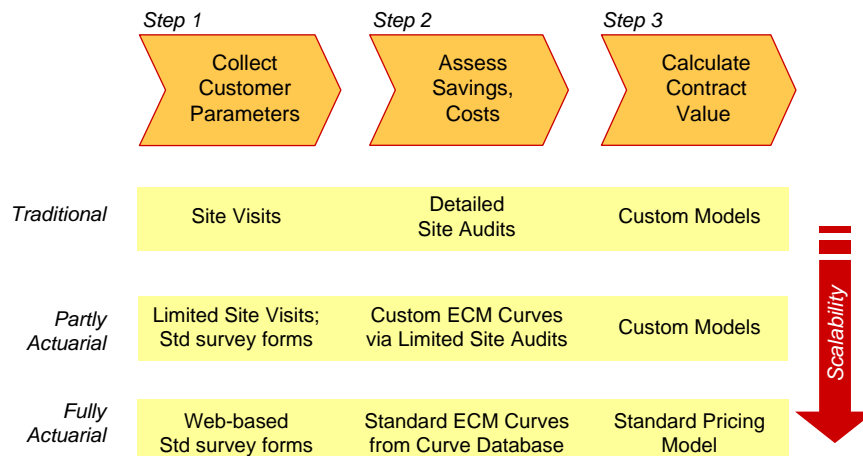 Step 1
Step 2
Step 3
Collect
Customer
Parameters
Assess
Savings,
Costs
Calculate
Contract
Value
Traditional
Site Visits
Detailed
Site Audits
Custom Models
Partly
Actuarial
Limited Site Visits;
Std survey forms
Custom ECM Curves
via Limited Site Audits
Custom Models
Fully
Actuarial
Web-based
Std survey forms
Standard ECM Curves
from Curve Database
Standard Pricing
Model
Scalability